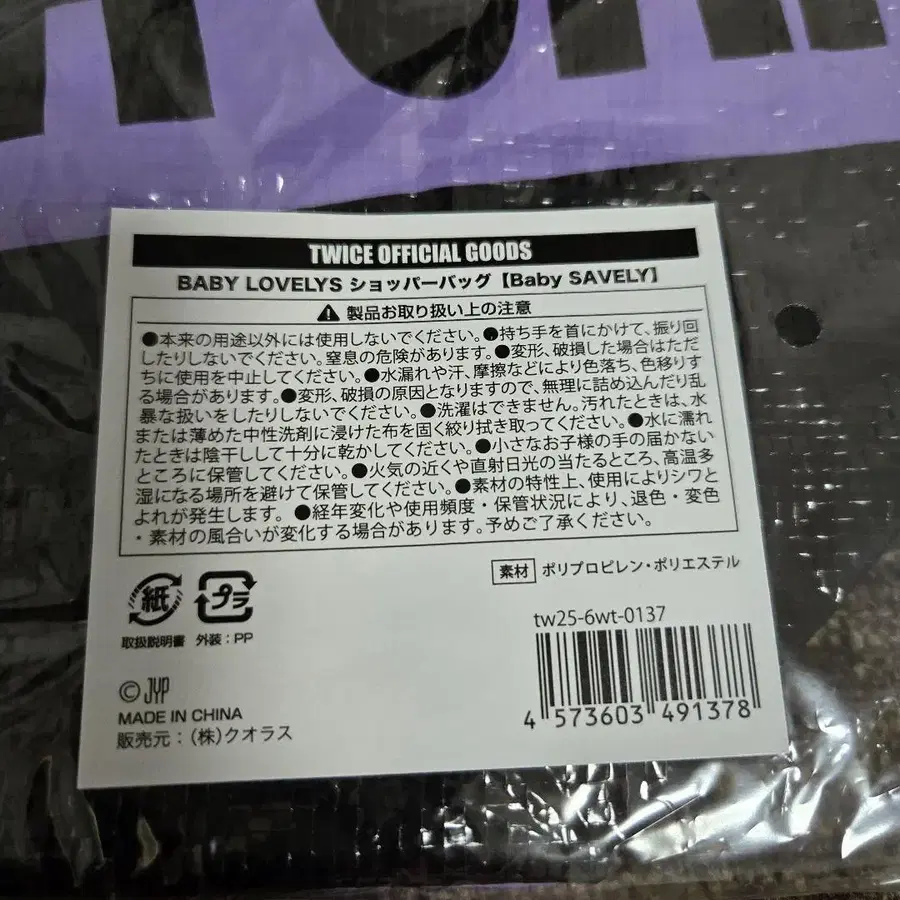 TWICE OFFICIAL GOODS
BABY LOVELYS ショッパーバッグ【Baby SAVELY】
製品お取り扱い上の注意
●本来の用途以外には使用しないでください。●持ち手を首にかけて、振り回
したりしないでください。窒息の危険があります。●変形、破損した場合はただ
ちに使用を中止してください。●水漏れや汗、摩擦などにより色落ち、色移りす
る場合があります。●変形、破損の原因となりますので、無理に詰め込んだり乱
暴な扱いをしたりしないでください。●洗濯はできません。汚れたときは、水
または薄めた中性洗剤に浸けた布を固く絞り拭き取ってください。●水に濡れ
たときは陰干しして十分に乾かしてください。●小さなお子様の手の届かない
ところに保管してください。●火気の近くや直射日光の当たるところ、高温多
湿になる場所を避けて保管してください。●素材の特性上、使用によりシワと
よれが発生します。●経年変化や使用頻度・保管状況により、退色・変色
・素材の風合いが変化する場合があります。予めご了承ください。
素材 ポリプロピレン・ポリエステル
紙 プラ
取扱説明書 外装：PP
tw25-6wt-0137
4 573603 491378
© JYP
MADE IN CHINA
販売元：(株)クオラス